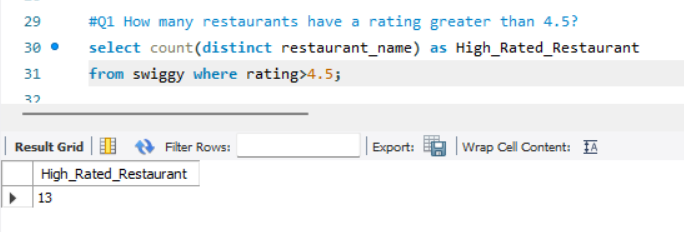 29 #Q1 How many restaurants have a rating greater than 4.5?
30 select count(distinct restaurant_name) as High_Rated_Restaurant
31 from swiggy where rating>4.5;
32
Result Grid Filter Rows: Export: Wrap Cell Content: IA
High_Rated_Restaurant
13